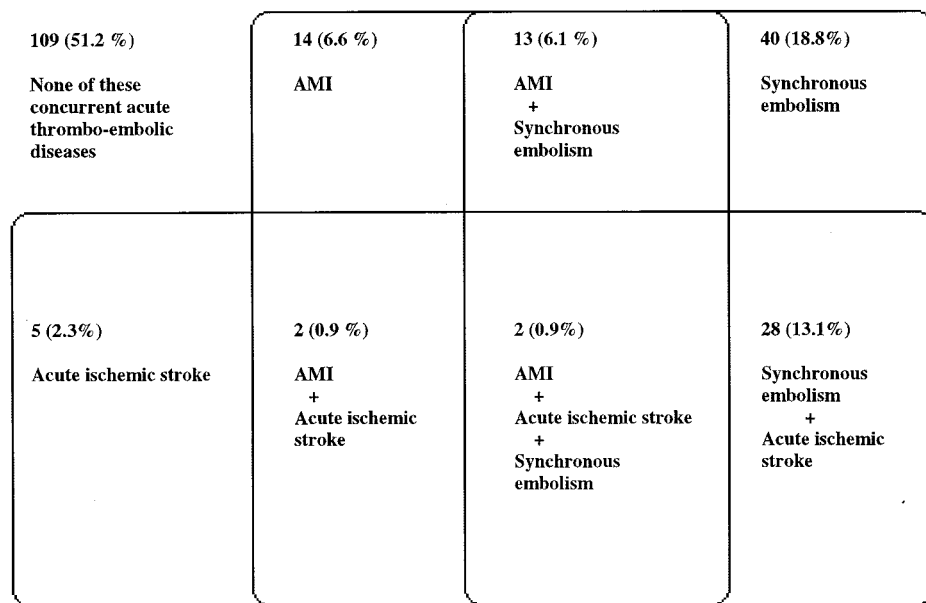 109 (51.2 %)
None of these
concurrent acute
thrombo-embolic
diseases
14 (6.6 %)
AMI
13 (6.1 %)
AMI
+
Synchronous
embolism
40 (18.8%)
Synchronous
embolism
5 (2.3%)
Acute ischemic stroke
2 (0.9 %)
AMI
+
Acute ischemic
stroke
2 (0.9%)
AMI
+
Acute ischemic stroke
+
Synchronous
embolism
28 (13.1%)
Synchronous
embolism
+
Acute ischemic
stroke